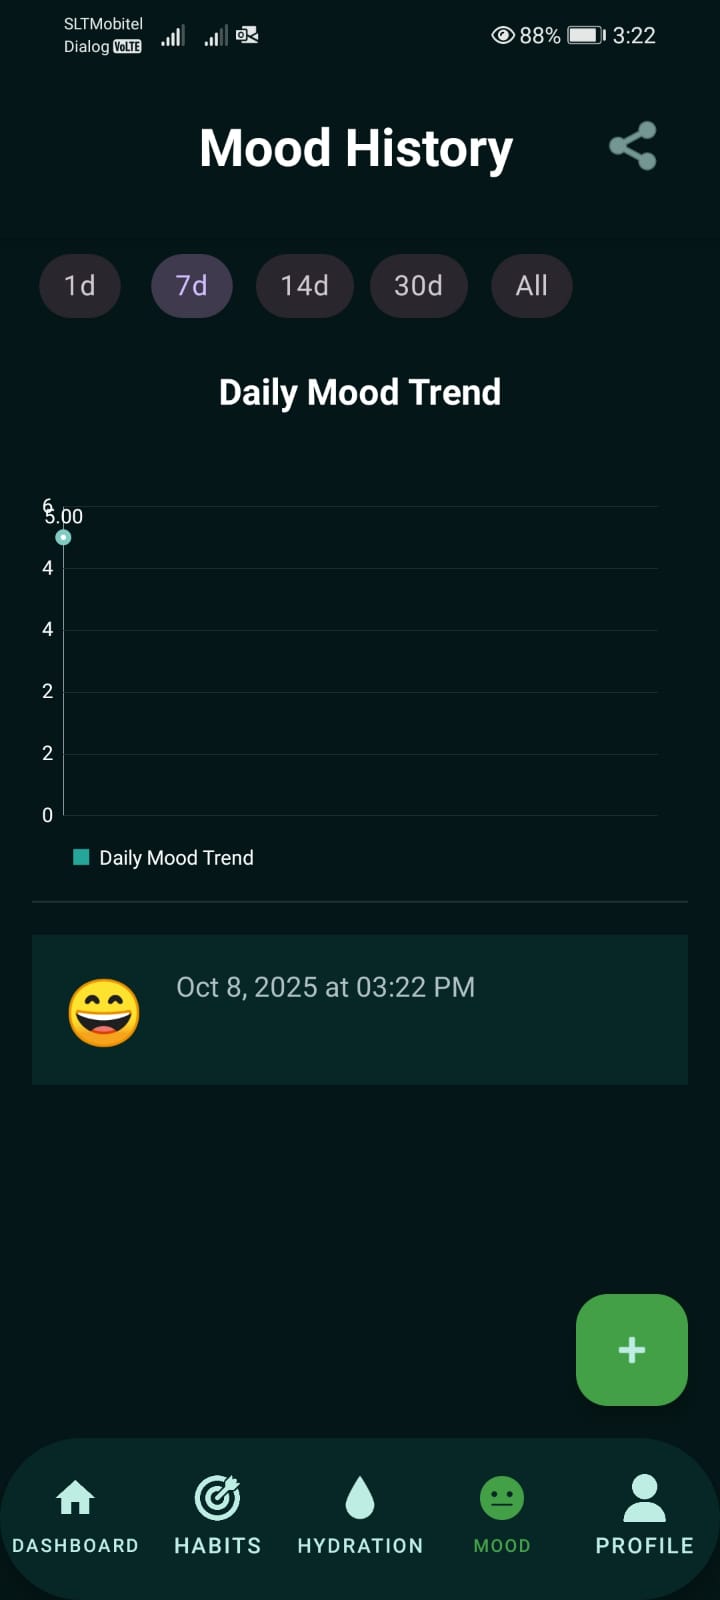 SLTMobitel
Dialog VoLTE
88% 3:22
Mood History
1d 7d 14d 30d All
Daily Mood Trend
6
5.00
4
4
2
2
0
Daily Mood Trend
Oct 8, 2025 at 03:22 PM
+
DASHBOARD HABITS HYDRATION MOOD PROFILE